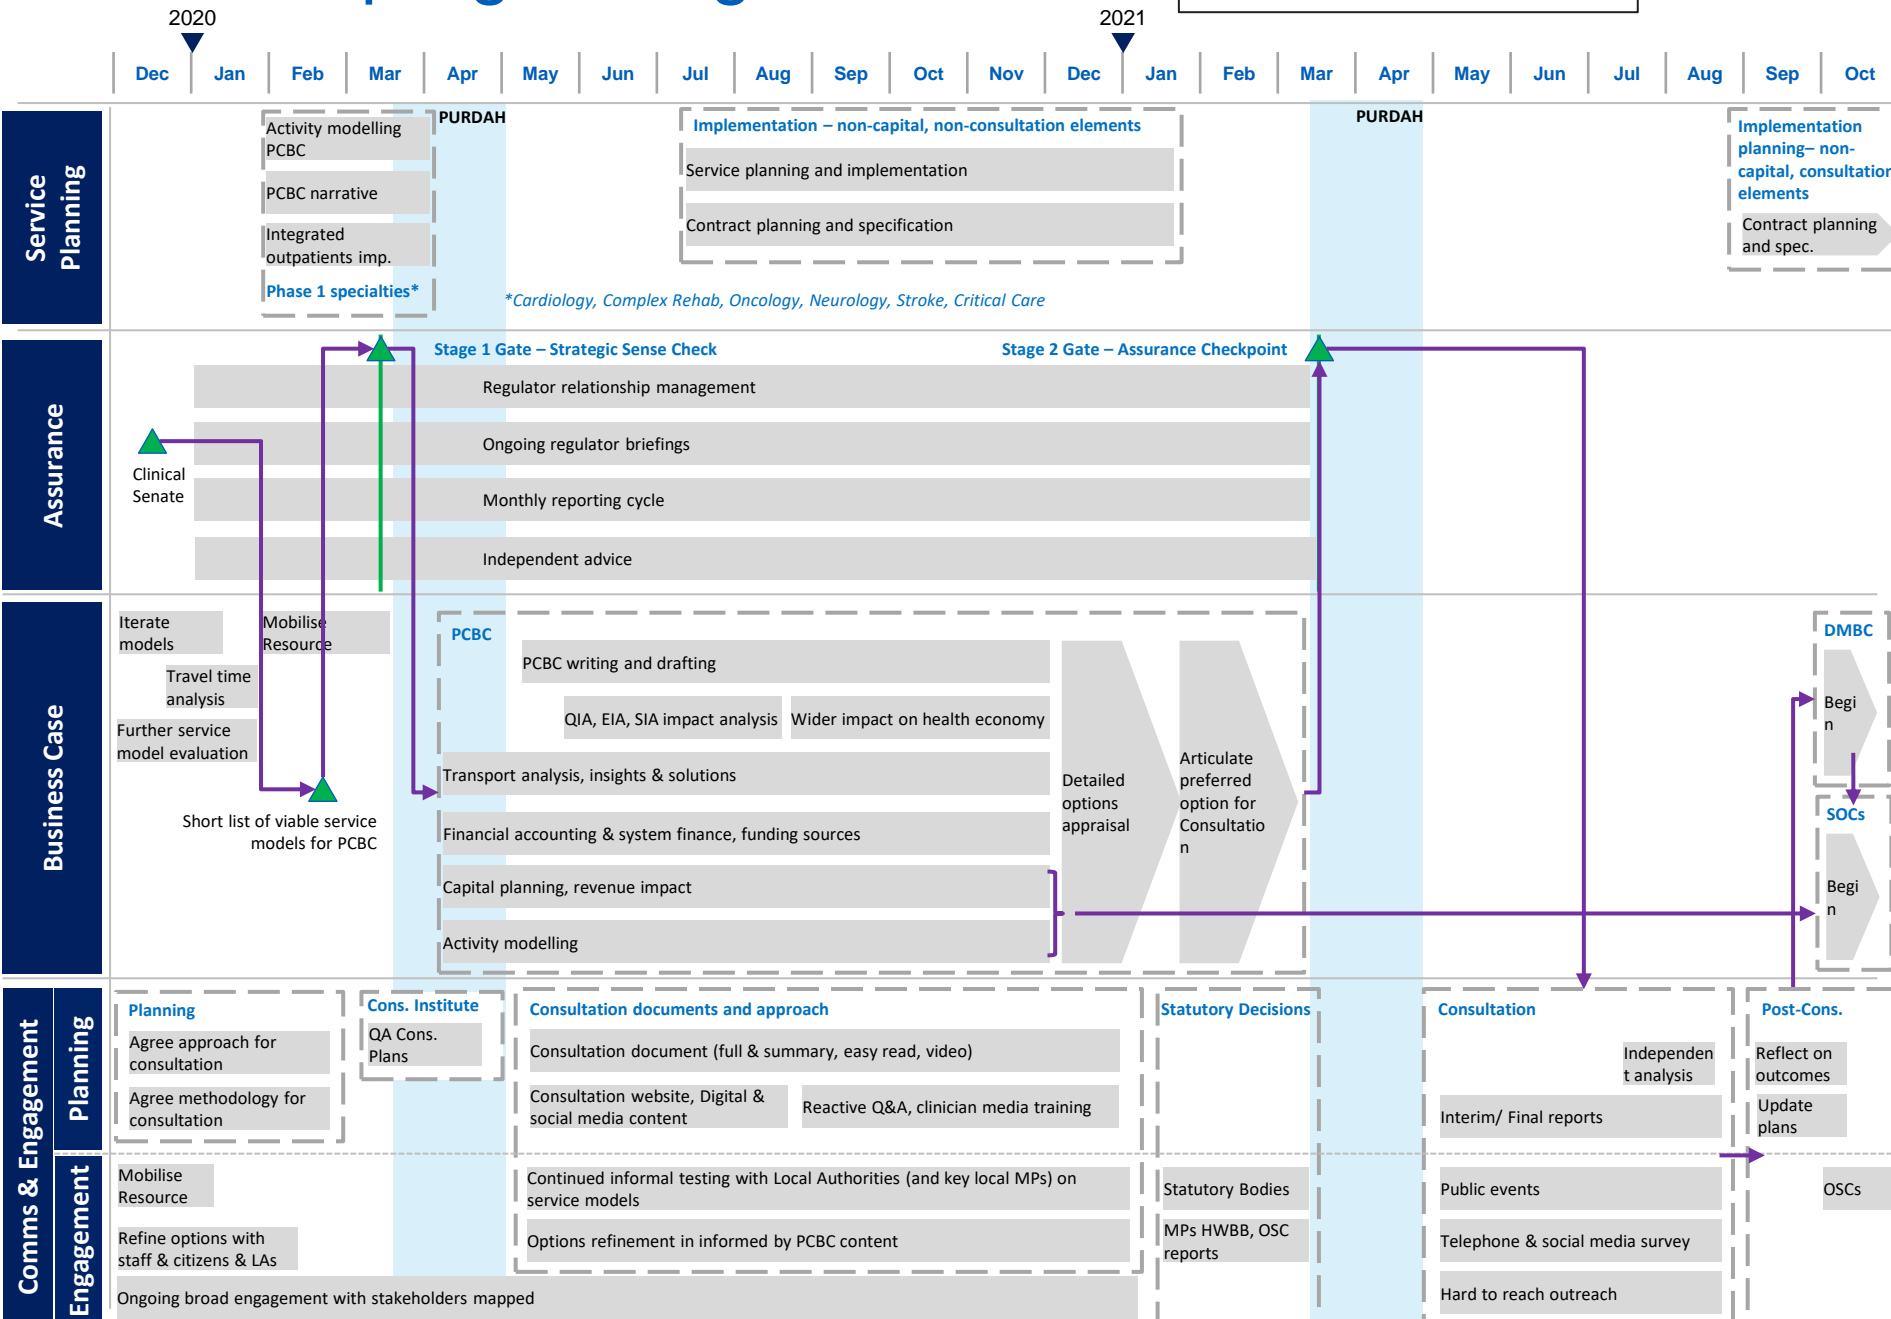 2020
2021
Dec Jan Feb Mar Apr May Jun Jul Aug Sep Oct Nov Dec Jan Feb Mar Apr May Jun Jul Aug Sep Oct
Service
Planning
Activity modelling
PCBC
PCBC narrative
Integrated
outpatients imp.
Phase 1 specialties*
PURDAH
*Cardiology, Complex Rehab, Oncology, Neurology, Stroke, Critical Care
Implementation – non-capital, non-consultation elements
Service planning and implementation
Contract planning and specification
PURDAH
Implementation
planning– non-
capital, consultation
elements
Contract planning
and spec.
Assurance
Stage 1 Gate – Strategic Sense Check
Stage 2 Gate – Assurance Checkpoint
Regulator relationship management
Ongoing regulator briefings
Monthly reporting cycle
Independent advice
Clinical
Senate
Business Case
Iterate
models
Travel time
analysis
Further service
model evaluation
Mobilise
Resource
Short list of viable service
models for PCBC
PCBC
PCBC writing and drafting
QIA, EIA, SIA impact analysis
Wider impact on health economy
Transport analysis, insights & solutions
Financial accounting & system finance, funding sources
Capital planning, revenue impact
Activity modelling
Detailed
options
appraisal
Articulate
preferred
option for
Consultatio
n
DMBC
Begi
n
SOCs
Begi
n
Comms & Engagement
Planning
Planning
Agree approach for
consultation
Agree methodology for
consultation
Cons. Institute
QA Cons.
Plans
Consultation documents and approach
Consultation document (full & summary, easy read, video)
Consultation website, Digital &
social media content
Reactive Q&A, clinician media training
Statutory Decisions
Consultation
Independen
t analysis
Interim/ Final reports
Post-Cons.
Reflect on
outcomes
Update
plans
Engagement
Mobilise
Resource
Refine options with
staff & citizens & LAs
Ongoing broad engagement with stakeholders mapped
Continued informal testing with Local Authorities (and key local MPs) on
service models
Options refinement in informed by PCBC content
Statutory Bodies
MPs HWBB, OSC
reports
Public events
Telephone & social media survey
Hard to reach outreach
OSCs